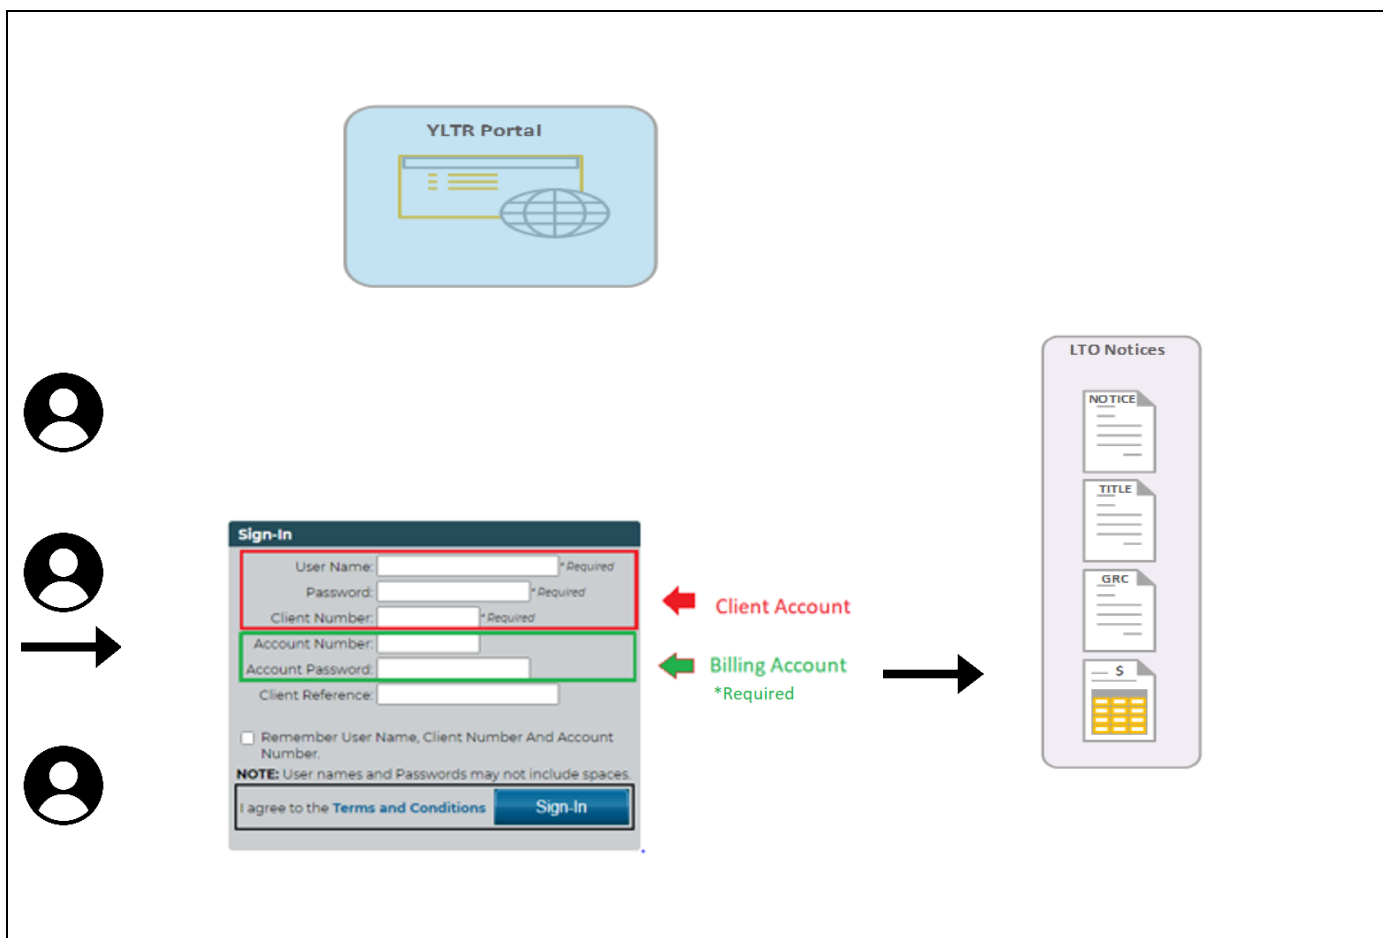 YLTR Portal
LTO Notices
NOTICE
TITLE
GRC
$
Sign-In
User Name: * Required
Password: * Required
Client Number: * Required
Account Number:
Account Password:
Client Reference:
Remember User Name, Client Number And Account
Number.
NOTE: User names and Passwords may not include spaces.
I agree to the Terms and Conditions Sign-In
Client Account
Billing Account
*Required